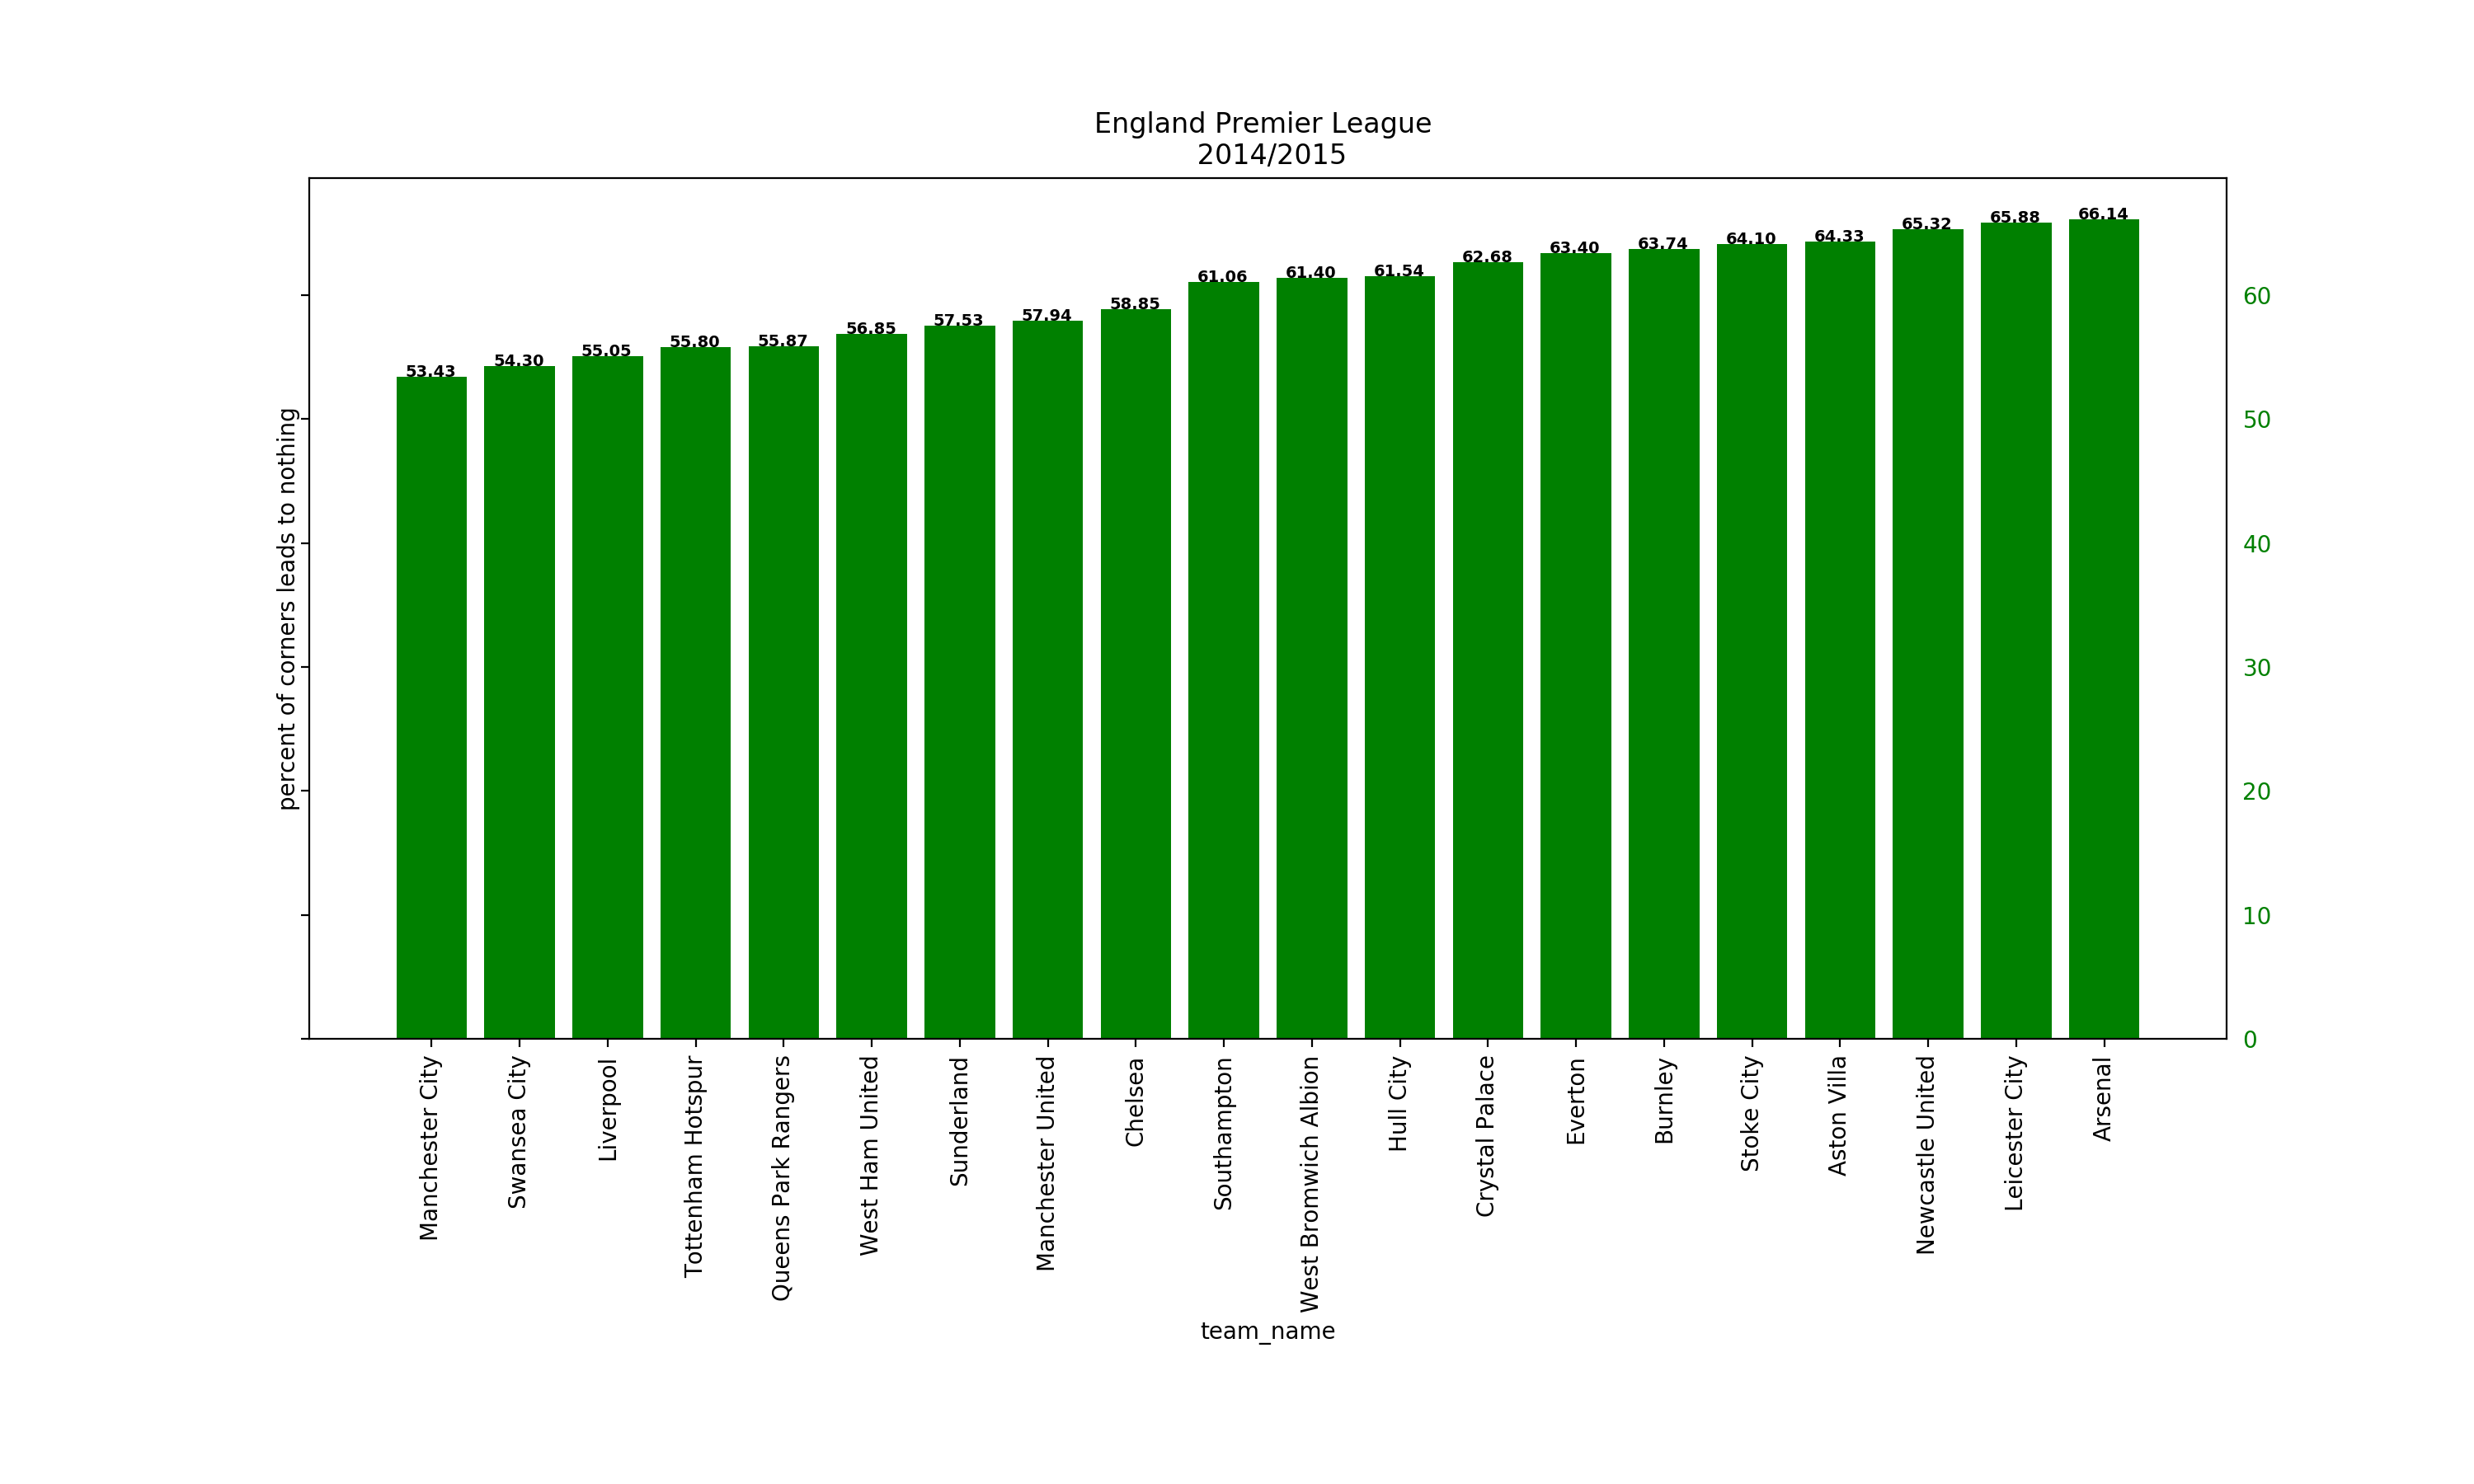 England Premier League
2014/2015
percent of corners leads to nothing
53.43
54.30
55.05
55.80
55.87
56.85
57.53
57.94
58.85
61.06
61.40
61.54
62.68
63.40
63.74
64.10
64.33
65.32
65.88
66.14
60
50
40
30
20
10
0
Manchester City
Swansea City
Liverpool
Tottenham Hotspur
Queens Park Rangers
West Ham United
Sunderland
Manchester United
Chelsea
Southampton
West Bromwich Albion
Hull City
Crystal Palace
Everton
Burnley
Stoke City
Aston Villa
Newcastle United
Leicester City
Arsenal
team_name